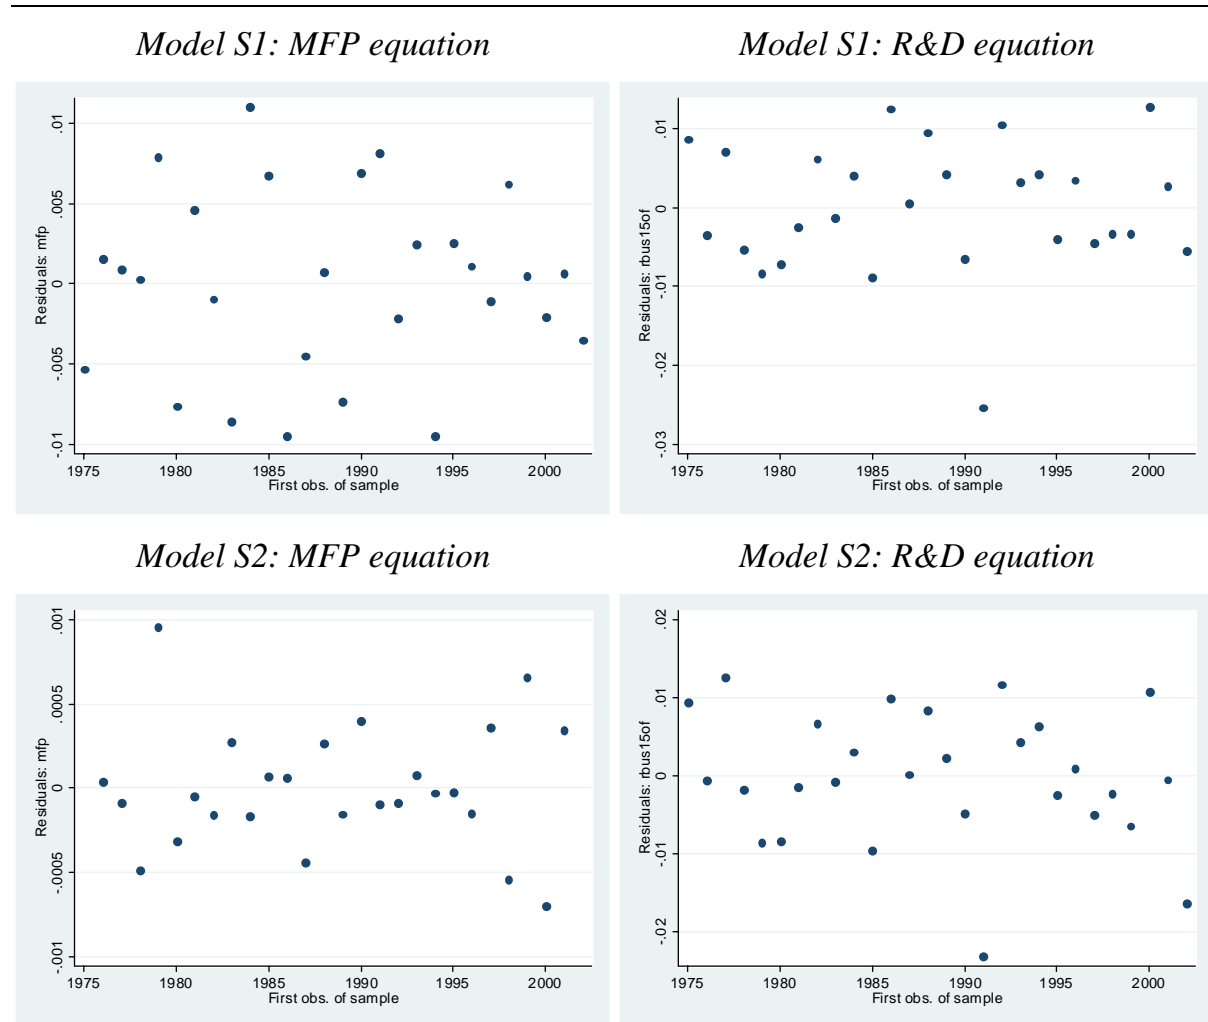 Model S1: MFP equation
Model S1: R&D equation
Residuals: mfp
.01
.005
0
-.005
-.01
1975 1980 1985 1990 1995 2000
First obs. of sample
Residuals: rbus15of
.01
0
-.01
-.02
-.03
1975 1980 1985 1990 1995 2000
First obs. of sample
Model S2: MFP equation
Model S2: R&D equation
Residuals: mfp
.001
.0005
0
-.0005
-.001
1975 1980 1985 1990 1995 2000
First obs. of sample
Residuals: rbus15of
.02
.01
0
-.01
-.02
1975 1980 1985 1990 1995 2000
First obs. of sample